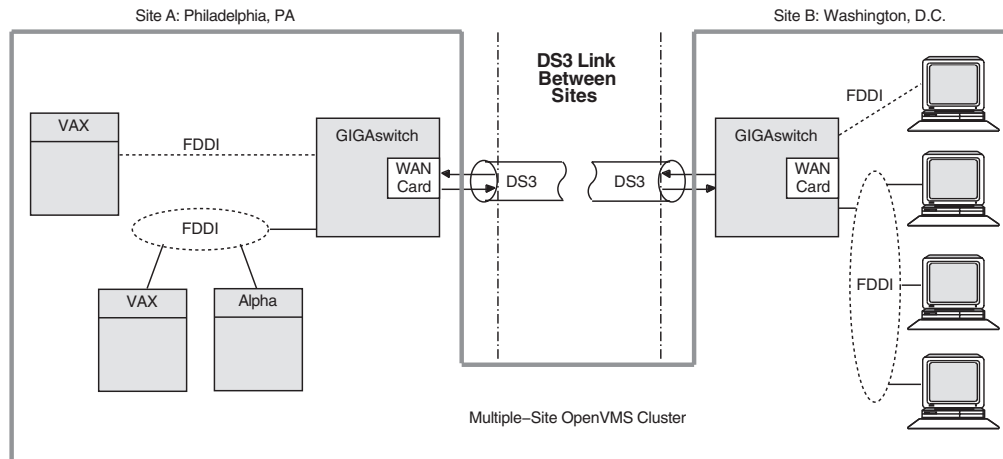 Site A: Philadelphia, PA
Site B: Washington, D.C.
DS3 Link
Between
Sites
VAX
FDDI
GIGAswitch
WAN
Card
DS3
DS3
GIGAswitch
WAN
Card
FDDI
FDDI
VAX
Alpha
FDDI
Multiple–Site OpenVMS Cluster